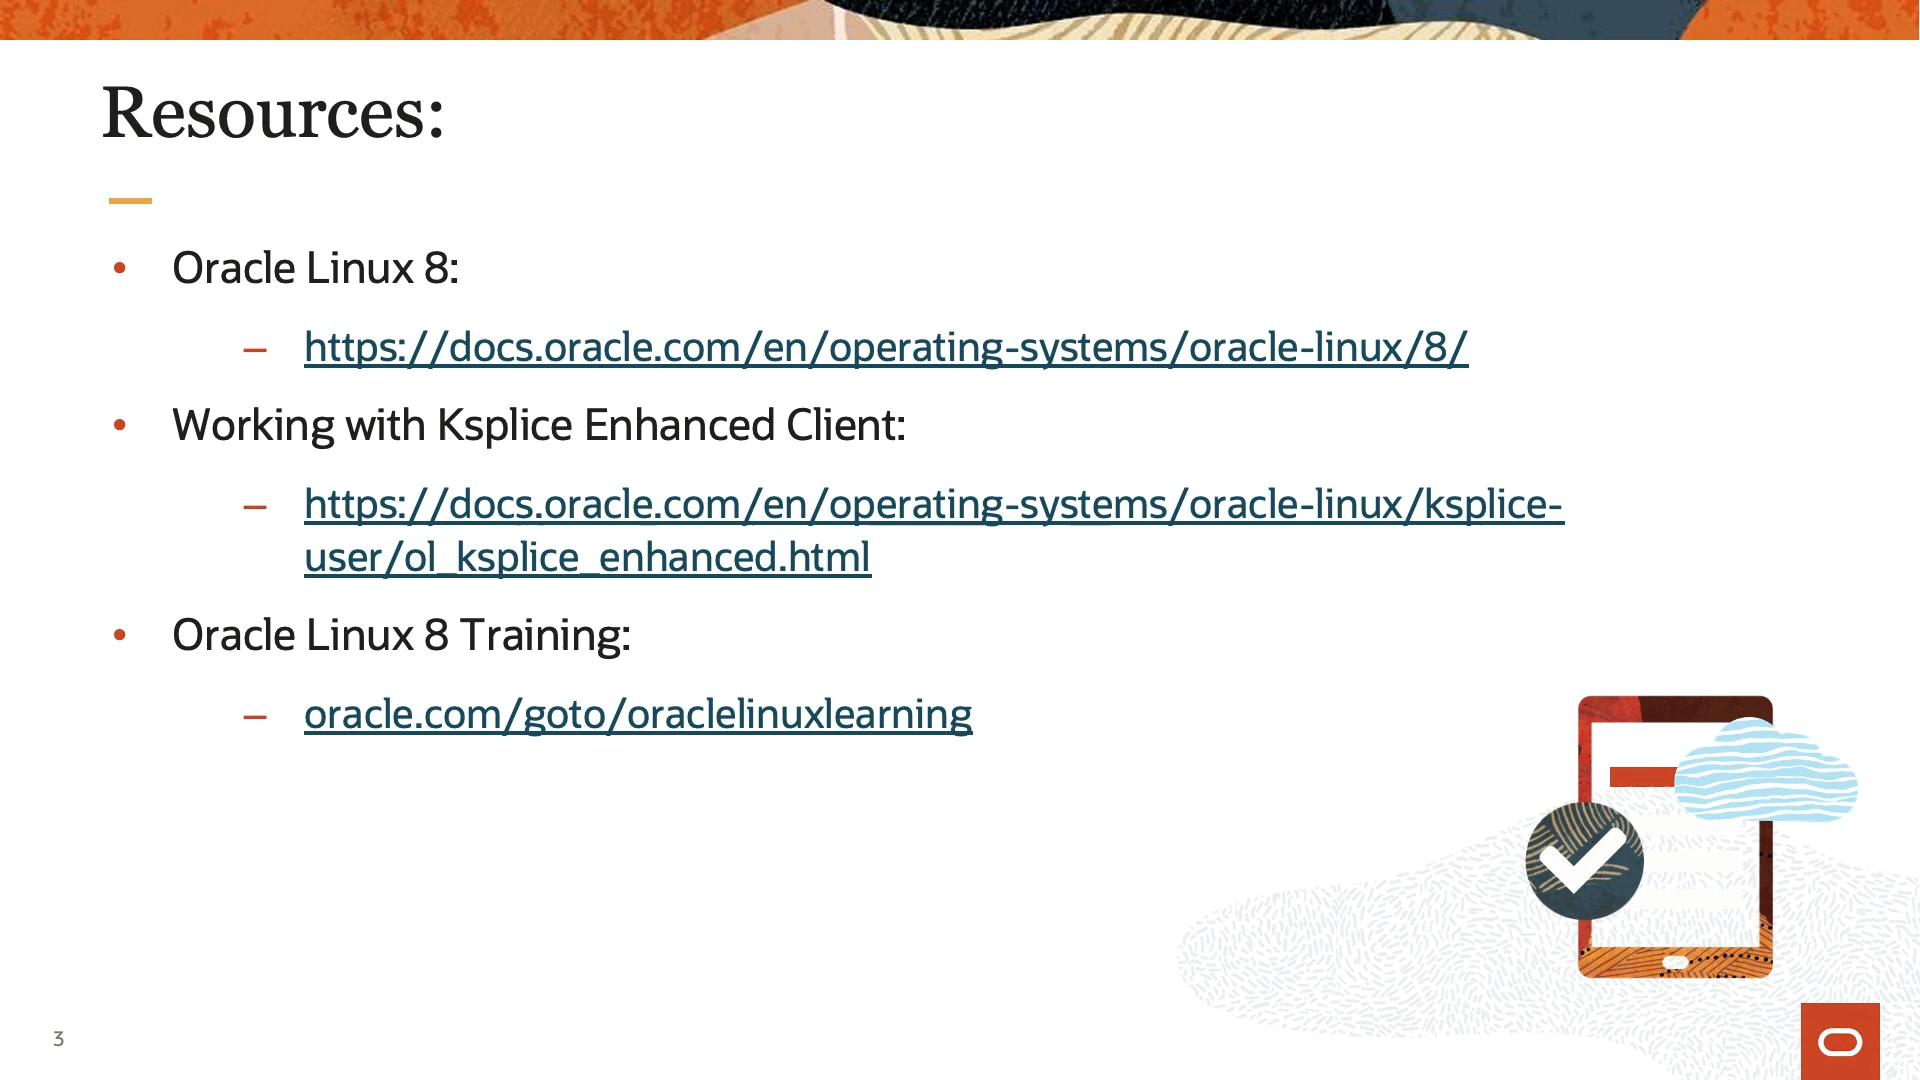 Resources:
• Oracle Linux 8:
– https://docs.oracle.com/en/operating-systems/oracle-linux/8/
• Working with Ksplice Enhanced Client:
– https://docs.oracle.com/en/operating-systems/oracle-linux/ksplice-
user/ol_ksplice_enhanced.html
• Oracle Linux 8 Training:
– oracle.com/goto/oraclelinuxlearning
3